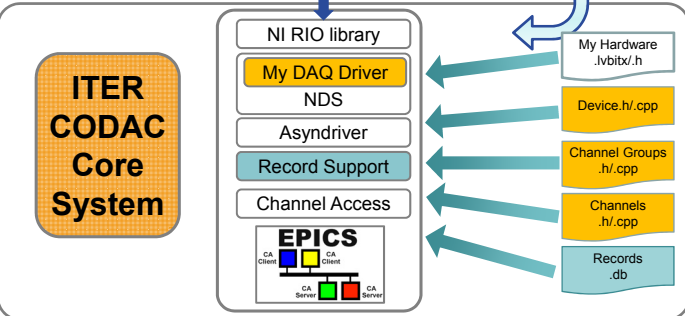 ITER
CODAC
Core
System
NI RIO library
My DAQ Driver
NDS
Asyndriver
Record Support
Channel Access
EPICS
CA
Client
CA
Client
CA
Server
CA
Server
My Hardware
.lvbitx/.h
Device.h/.cpp
Channel Groups
.h/.cpp
Channels
.h/.cpp
Records
.db